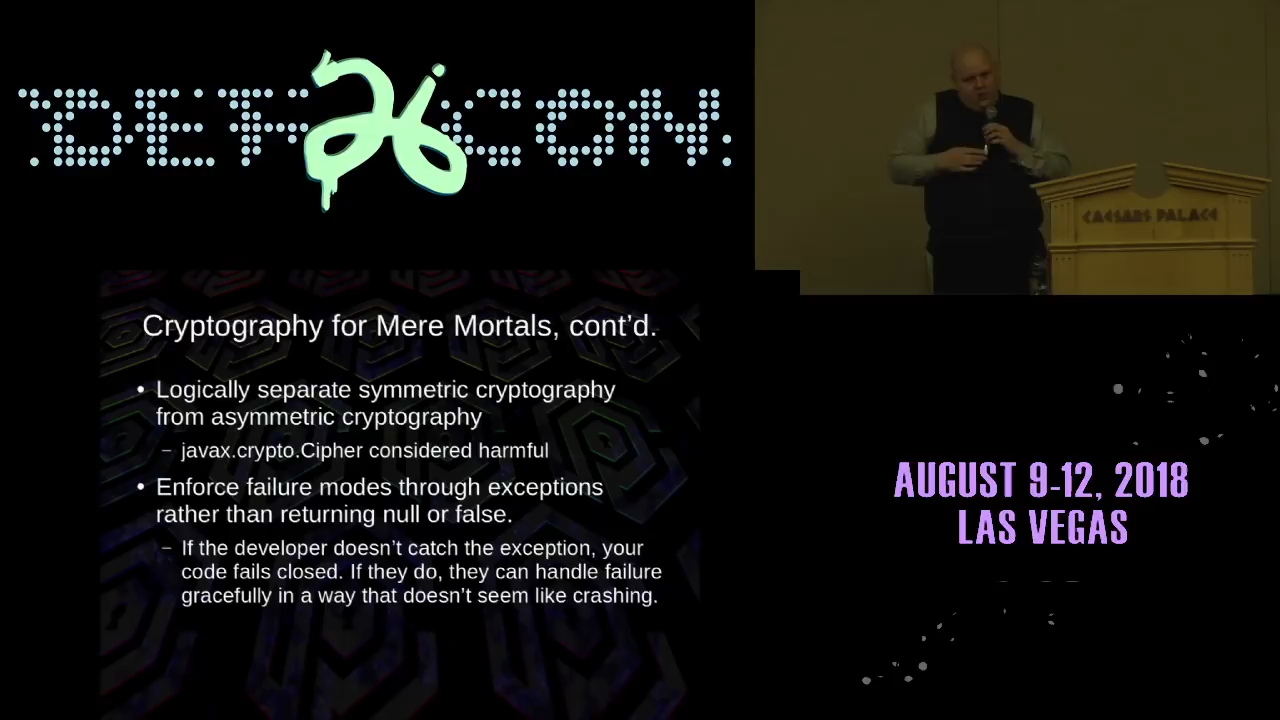 DEF 26 CON
CAESARS PALACE
Cryptography for Mere Mortals, cont’d.
• Logically separate symmetric cryptography
from asymmetric cryptography
– javax.crypto.Cipher considered harmful
• Enforce failure modes through exceptions
rather than returning null or false.
– If the developer doesn’t catch the exception, your
code fails closed. If they do, they can handle failure
gracefully in a way that doesn’t seem like crashing.
AUGUST 9-12, 2018
LAS VEGAS